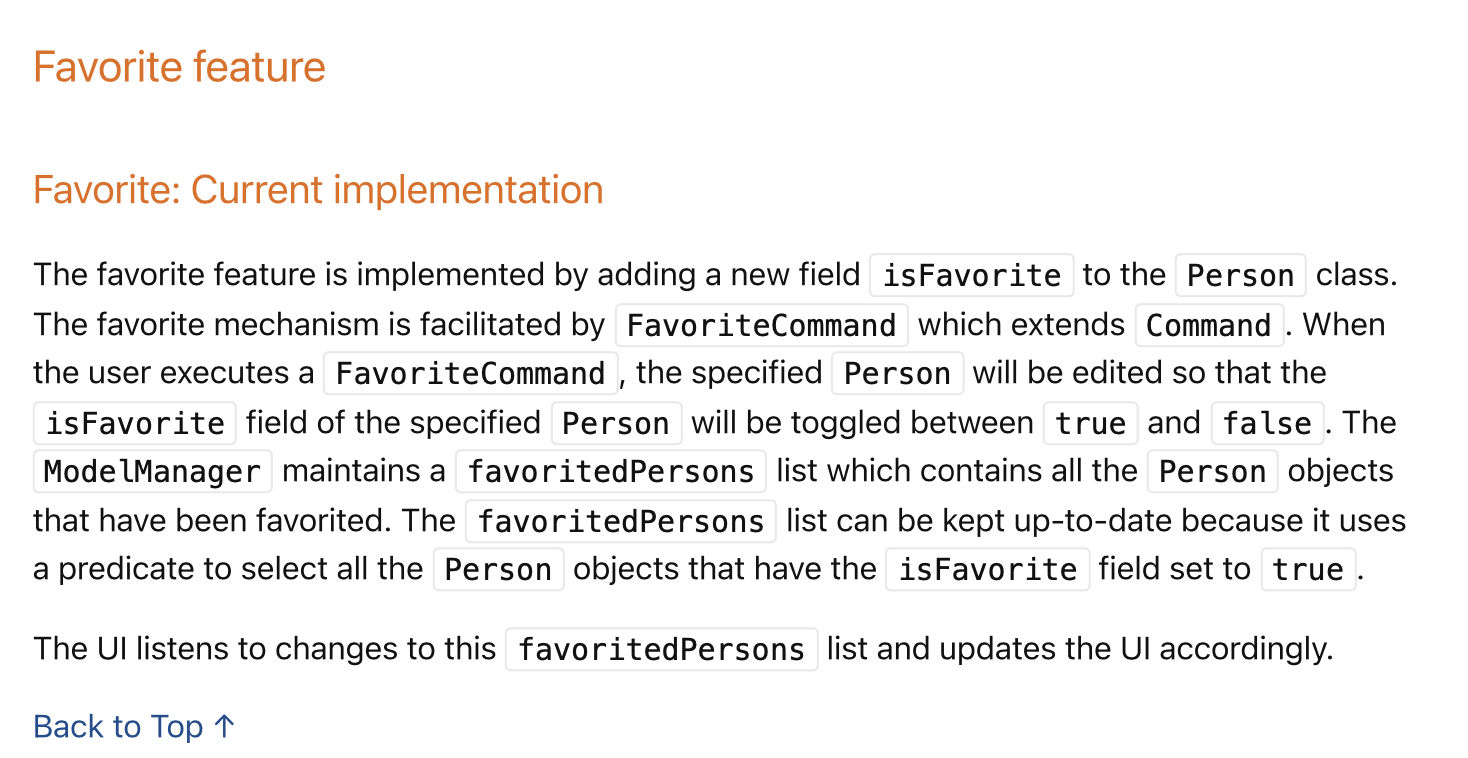 Favorite feature
Favorite: Current implementation
The favorite feature is implemented by adding a new field isFavorite to the Person class.
The favorite mechanism is facilitated by FavoriteCommand which extends Command. When
the user executes a FavoriteCommand, the specified Person will be edited so that the
isFavorite field of the specified Person will be toggled between true and false. The
ModelManager maintains a favoritedPersons list which contains all the Person objects
that have been favorited. The favoritedPersons list can be kept up-to-date because it uses
a predicate to select all the Person objects that have the isFavorite field set to true.
The UI listens to changes to this favoritedPersons list and updates the UI accordingly.
Back to Top ↑